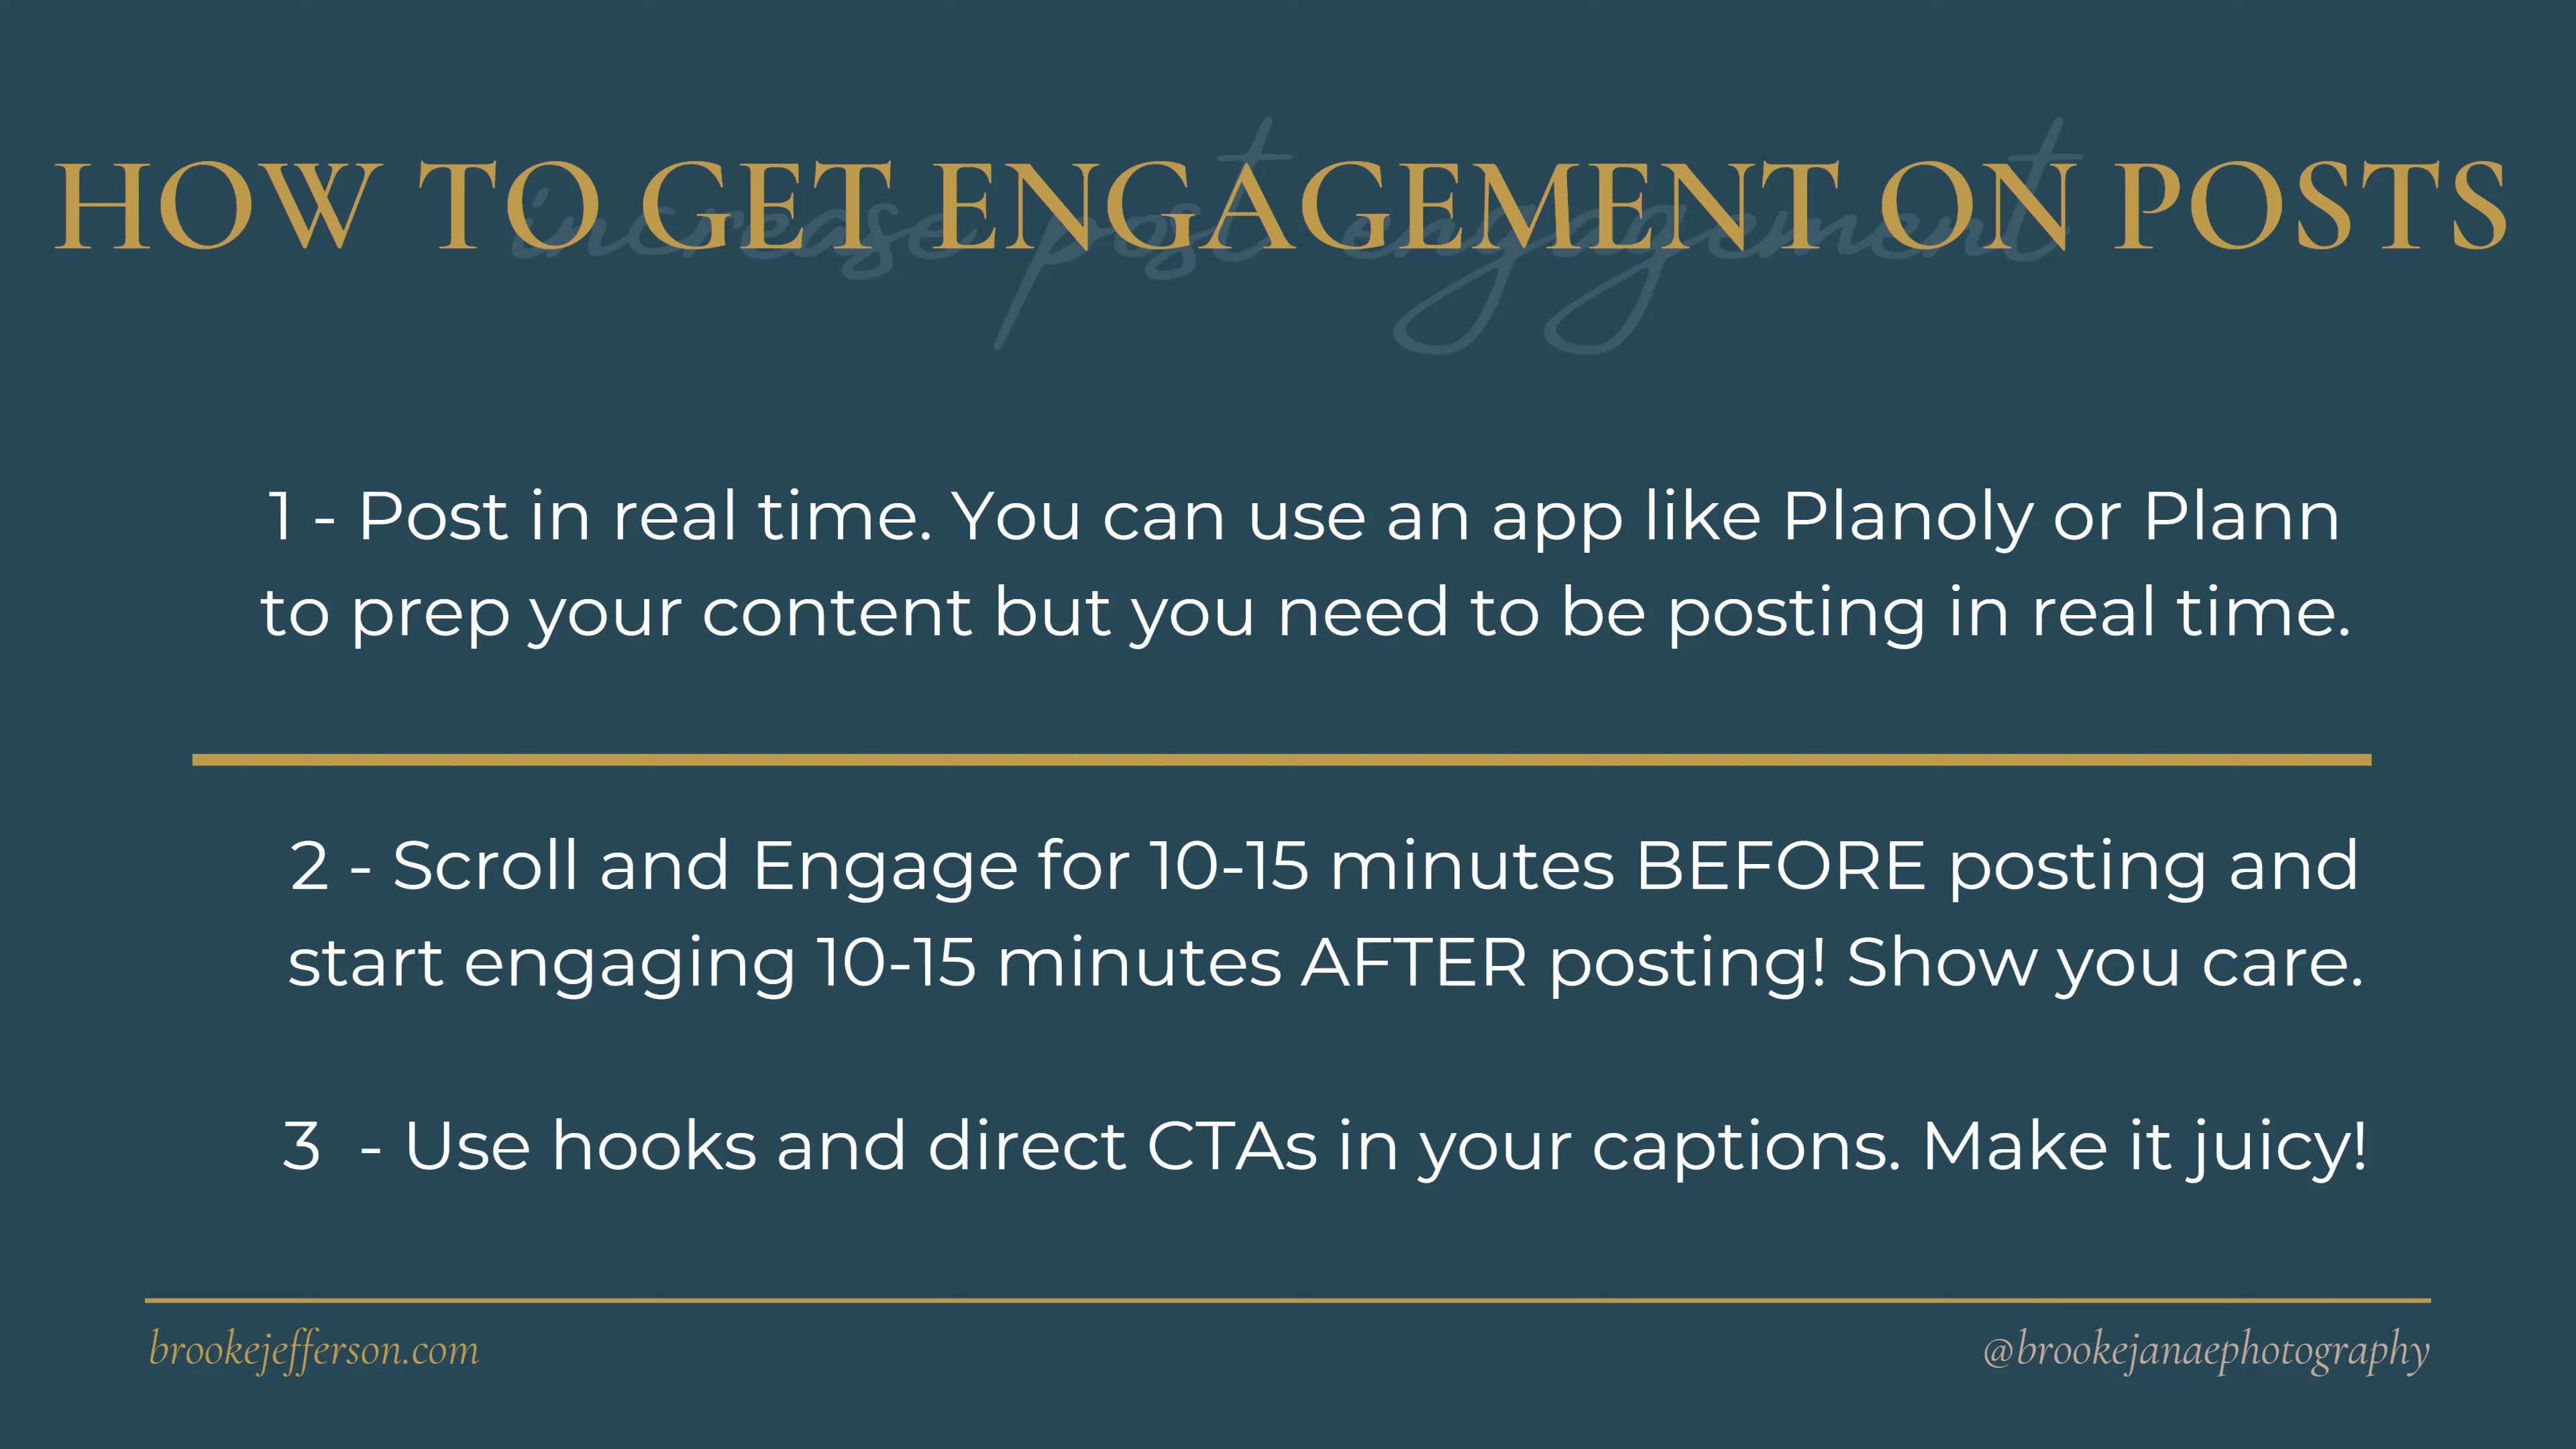 HOW TO GET ENGAGEMENT ON POSTS
increase post engagement
1 - Post in real time. You can use an app like Planoly or Plann
to prep your content but you need to be posting in real time.
2 - Scroll and Engage for 10-15 minutes BEFORE posting and
start engaging 10-15 minutes AFTER posting! Show you care.
3  - Use hooks and direct CTAs in your captions. Make it juicy!
brookejefferson.com
@brookejanaephotography